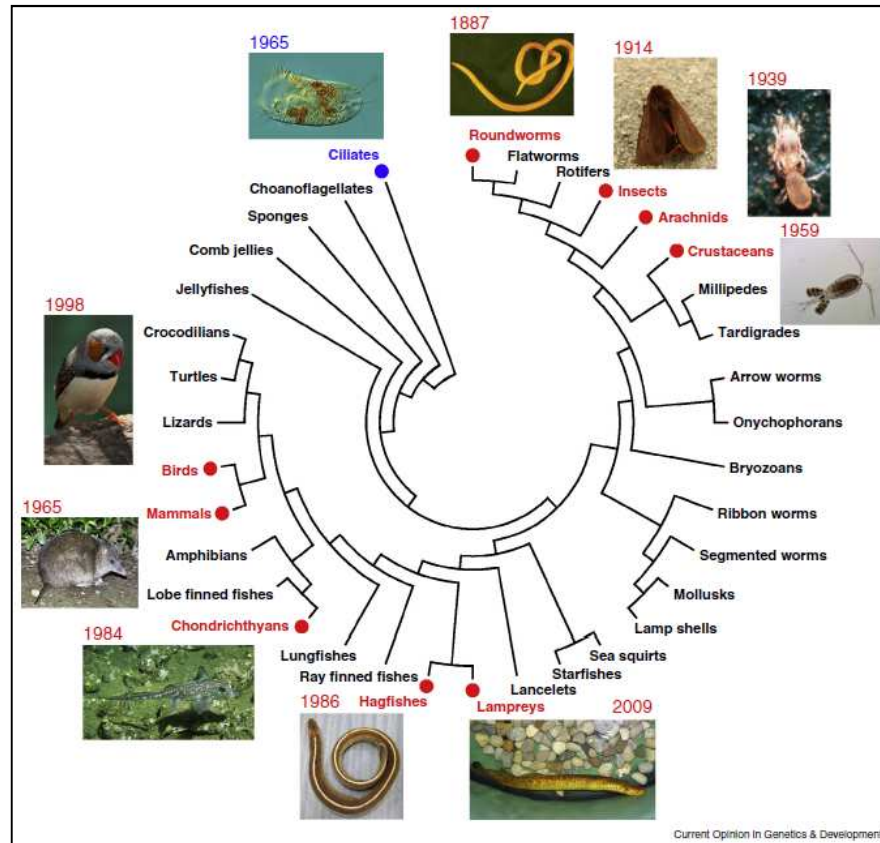 1965
1887
1914
1939
Roundworms
Flatworms
Rotifers
Ciliates
Insects
Choanoflagellates
Arachnids
Sponges
1959
Crustaceans
Comb jellies
Jellyfishes
Millipedes
1998
Crocodilians
Tardigrades
Turtles
Arrow worms
Lizards
Onychophorans
Birds
Bryozoans
1965
Mammals
Ribbon worms
Amphibians
Segmented worms
Lobe finned fishes
Mollusks
Chondrichthyans
Lamp shells
1984
Lungfishes
Sea squirts
Ray finned fishes
Starfishes
Hagfishes
Lancelets
Lampreys
1986
2009
Current Opinion in Genetics & Development